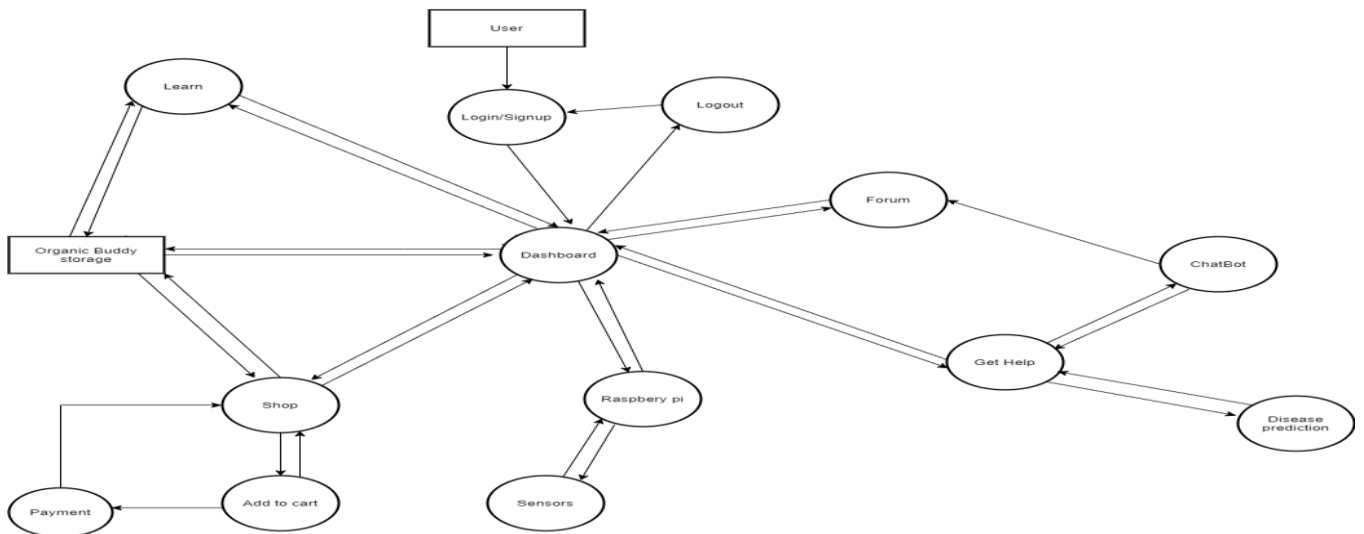 User
Learn
Logout
Login/Signup
Forum
Organic Buddy
storage
Dashboard
ChatBot
Get Help
Shop
Raspbery pi
Disease
prediction
Payment
Add to cart
Sensors